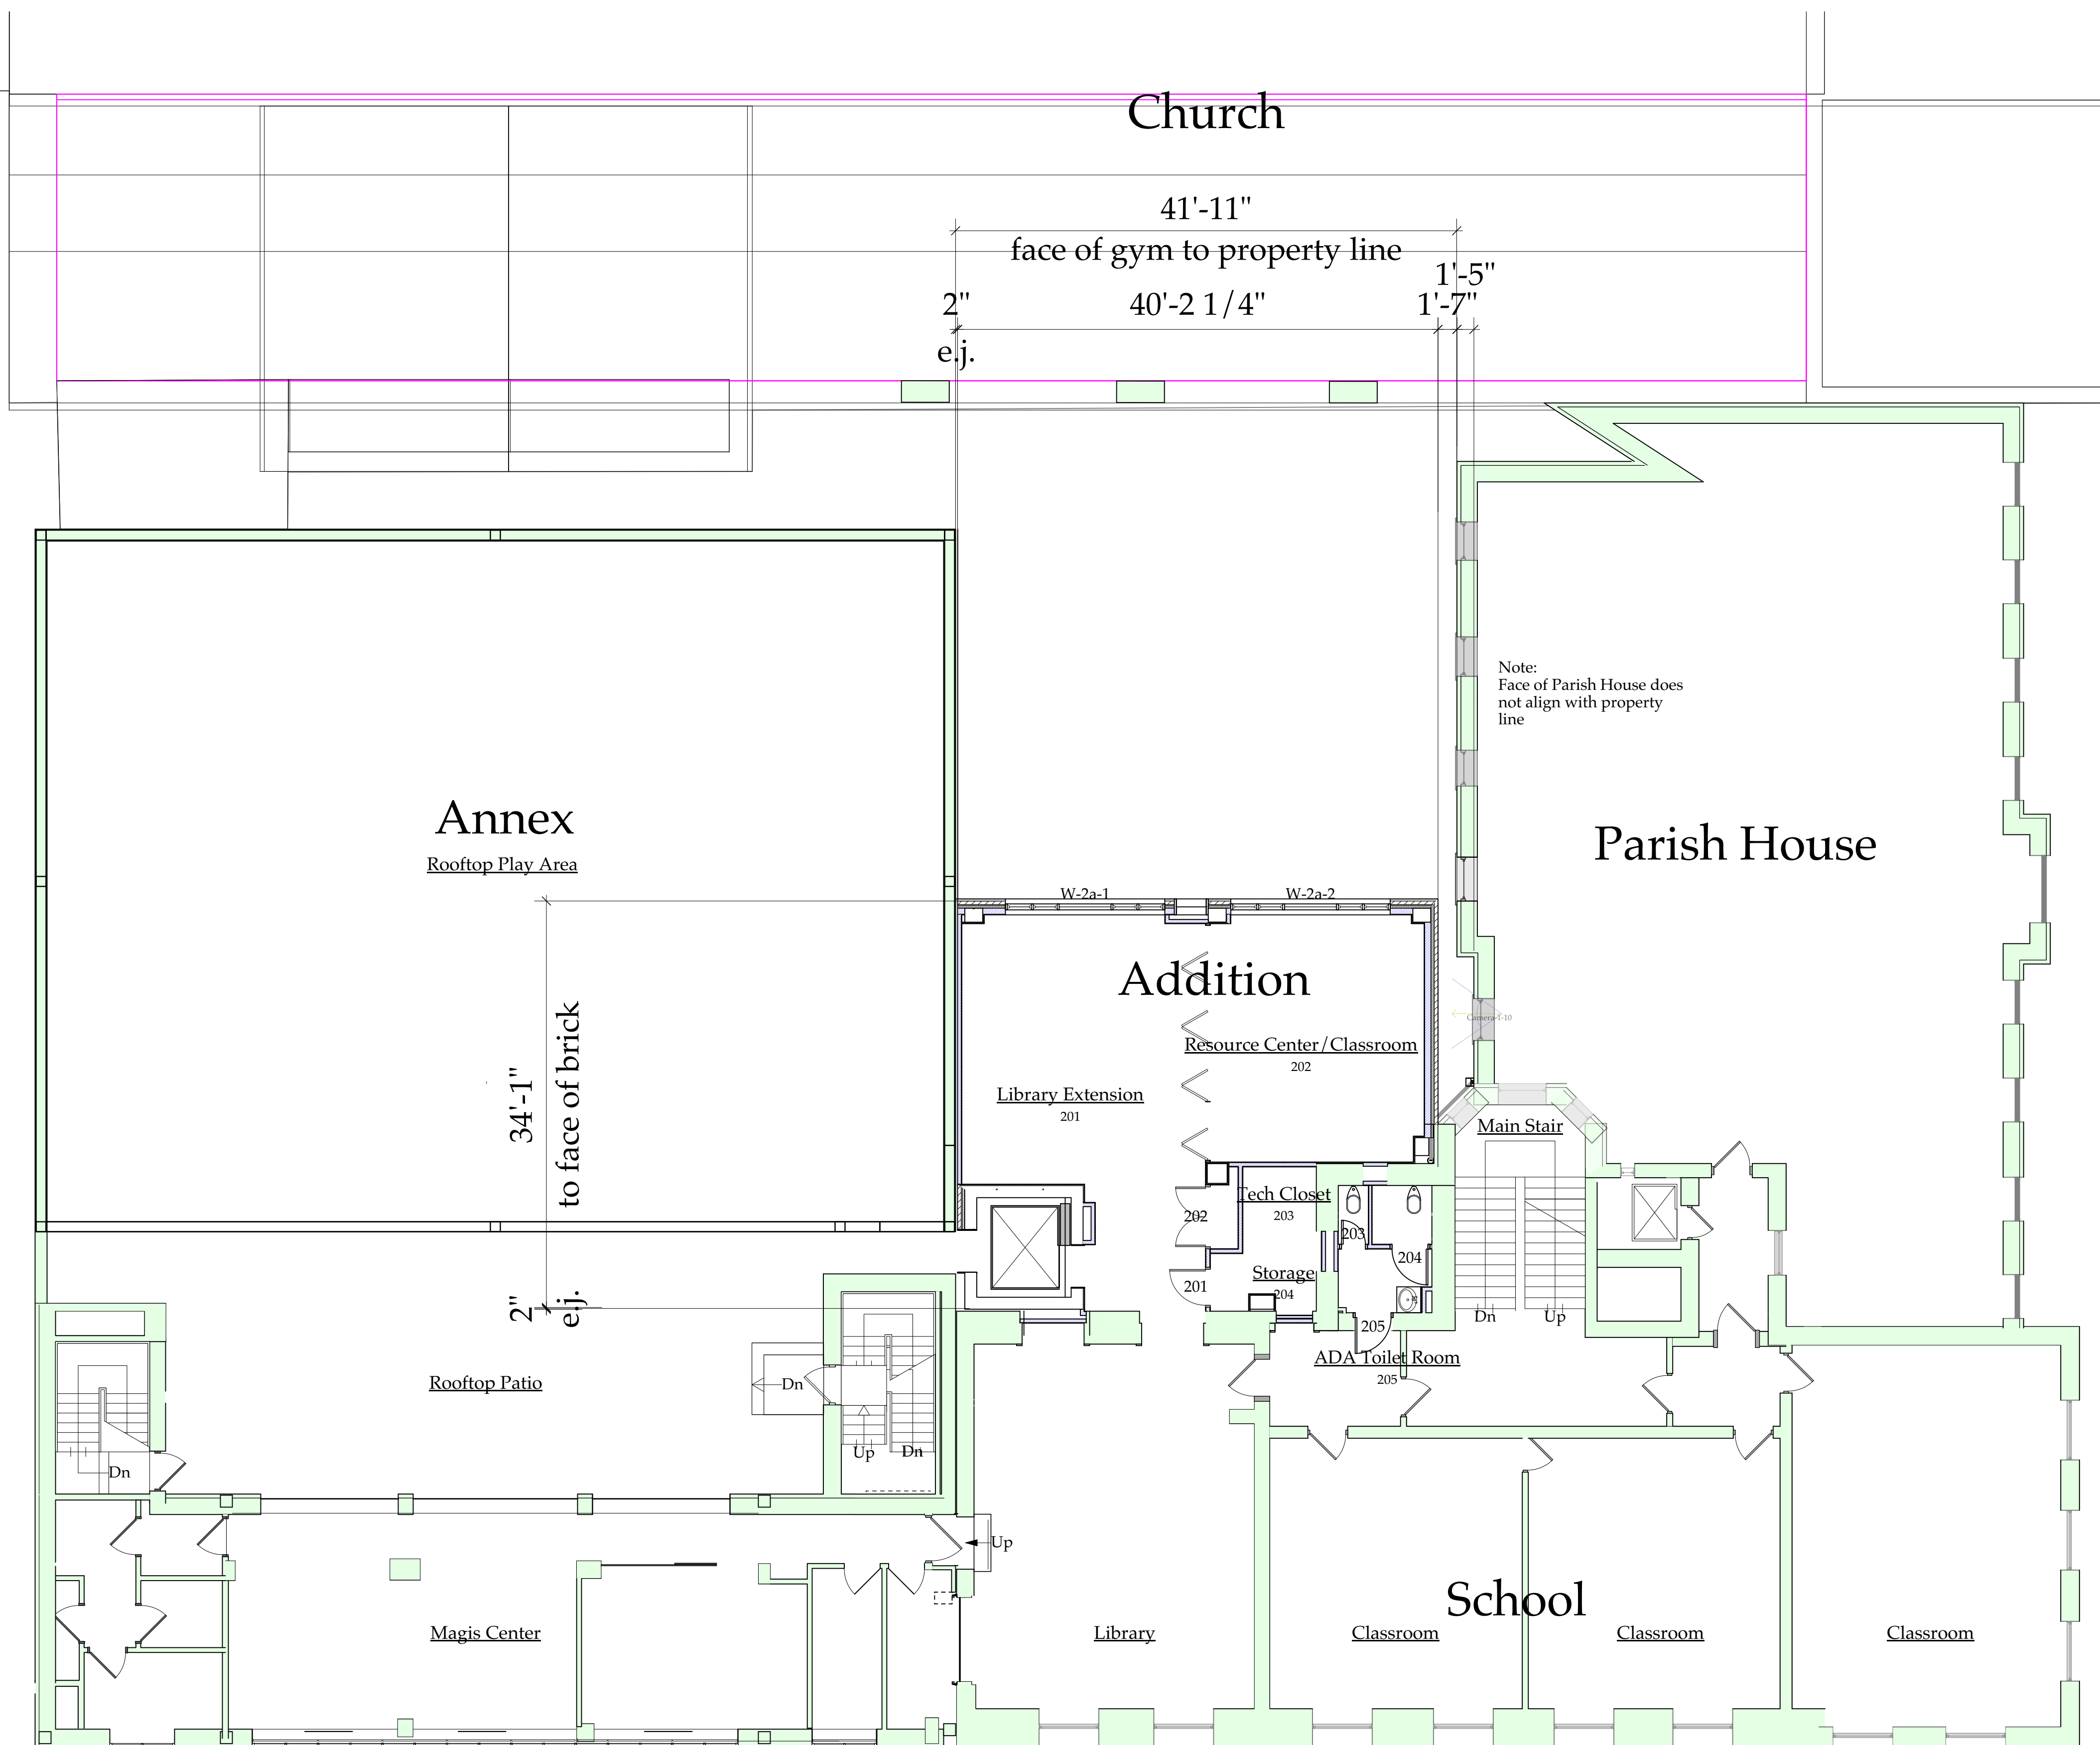 Church
41'-11"
face of gym to property line
1'-5"
2"
40'-2 1/4"
1'-7"
e.j.
Note:
Face of Parish House does
not align with property
line
Annex
Rooftop Play Area
Parish House
W-2a-1
W-2a-2
Addition
34'-1"
to face of brick
Resource Center/Classroom
202
Camera-1-10
Library Extension
201
Main Stair
Tech Closet
203
202
203
204
201
Storage
204
2"
e.j.
205
Dn
Up
ADA Toilet Room
205
Rooftop Patio
Dn
Up
Dn
Dn
Up
School
Magis Center
Library
Classroom
Classroom
Classroom